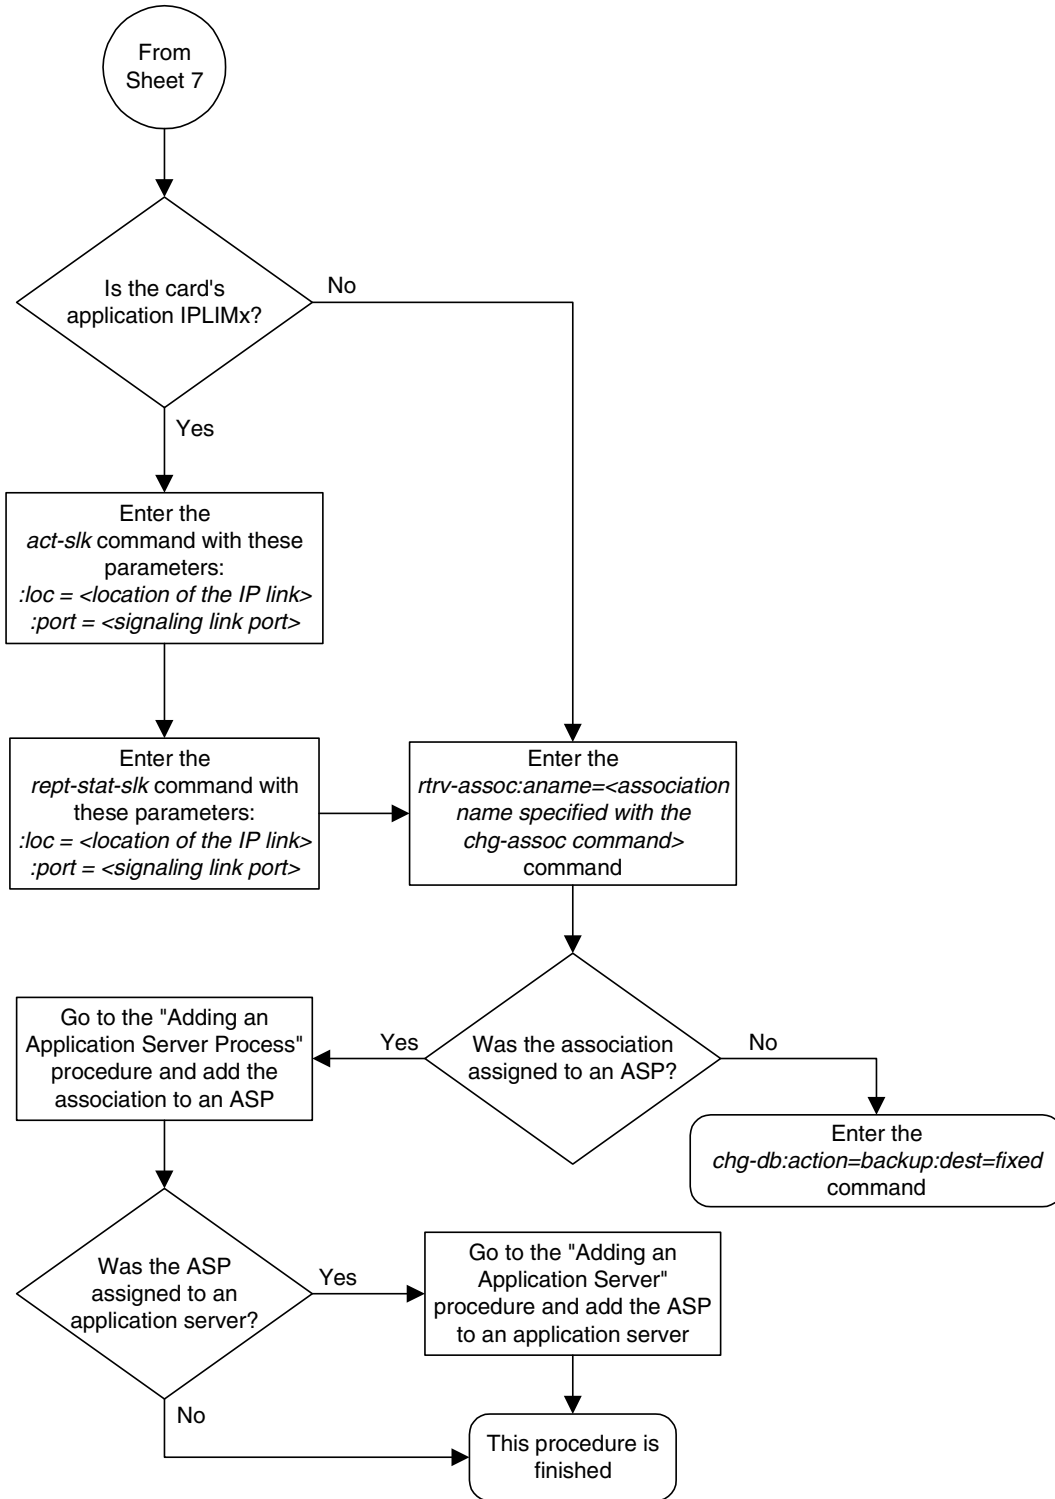 From
Sheet 7
Is the card's
application IPLIMx?
No
Yes
Enter the
act-slk command with these
parameters:
:loc = <location of the IP link>
:port = <signaling link port>
Enter the
rept-stat-slk command with
these parameters:
:loc = <location of the IP link>
:port = <signaling link port>
Enter the
rtrv-assoc:aname=<association
name specified with the
chg-assoc command>
command
Was the association
assigned to an ASP?
Yes
No
Go to the "Adding an
Application Server Process"
procedure and add the
association to an ASP
Enter the
chg-db:action=backup:dest=fixed
command
Was the ASP
assigned to an
application server?
Yes
No
Go to the "Adding an
Application Server"
procedure and add the ASP
to an application server
This procedure is
finished